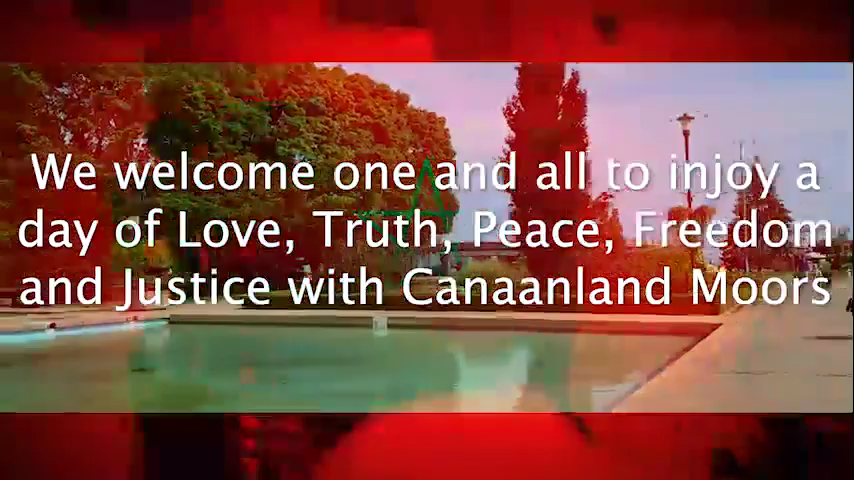 We welcome one and all to injoy a
day of Love, Truth, Peace, Freedom
and Justice with Canaanland Moors